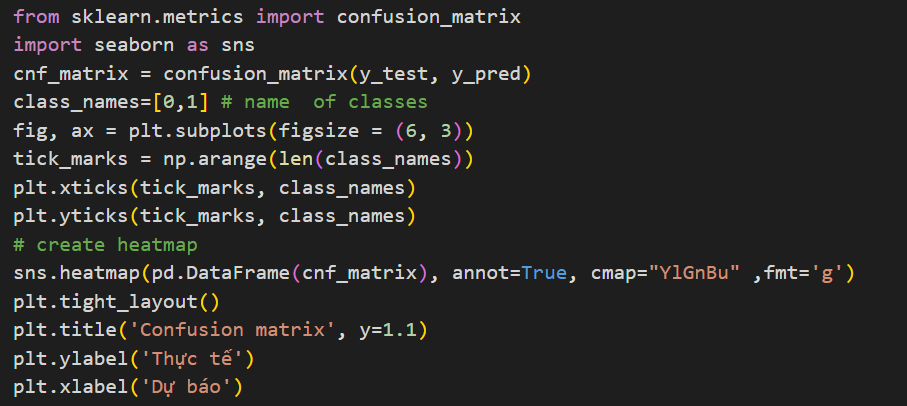 from sklearn.metrics import confusion_matrix
import seaborn as sns
cnf_matrix = confusion_matrix(y_test, y_pred)
class_names=[0,1] # name  of classes
fig, ax = plt.subplots(figsize = (6, 3))
tick_marks = np.arange(len(class_names))
plt.xticks(tick_marks, class_names)
plt.yticks(tick_marks, class_names)
# create heatmap
sns.heatmap(pd.DataFrame(cnf_matrix), annot=True, cmap="YlGnBu" ,fmt='g')
plt.tight_layout()
plt.title('Confusion matrix', y=1.1)
plt.ylabel('Thực tế')
plt.xlabel('Dự báo')